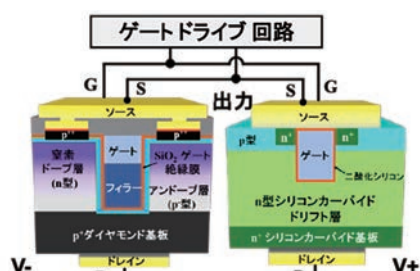 ゲートドライブ 回路
G
S
S
G
出力
ソース
ソース
p⁺⁺
p⁺⁺
p型
n⁺
n⁺
窒素
ドープ層
(n型)
ゲート
フィラー
SiO₂ ゲート
絶縁膜
アンドープ層
(p⁻型)
ゲート
二酸化シリコン
n型シリコンカーバイド
ドリフト層
p⁺ダイヤモンド基板
n⁺ シリコンカーバイド基板
V-
ドレイン
ドレイン
V+